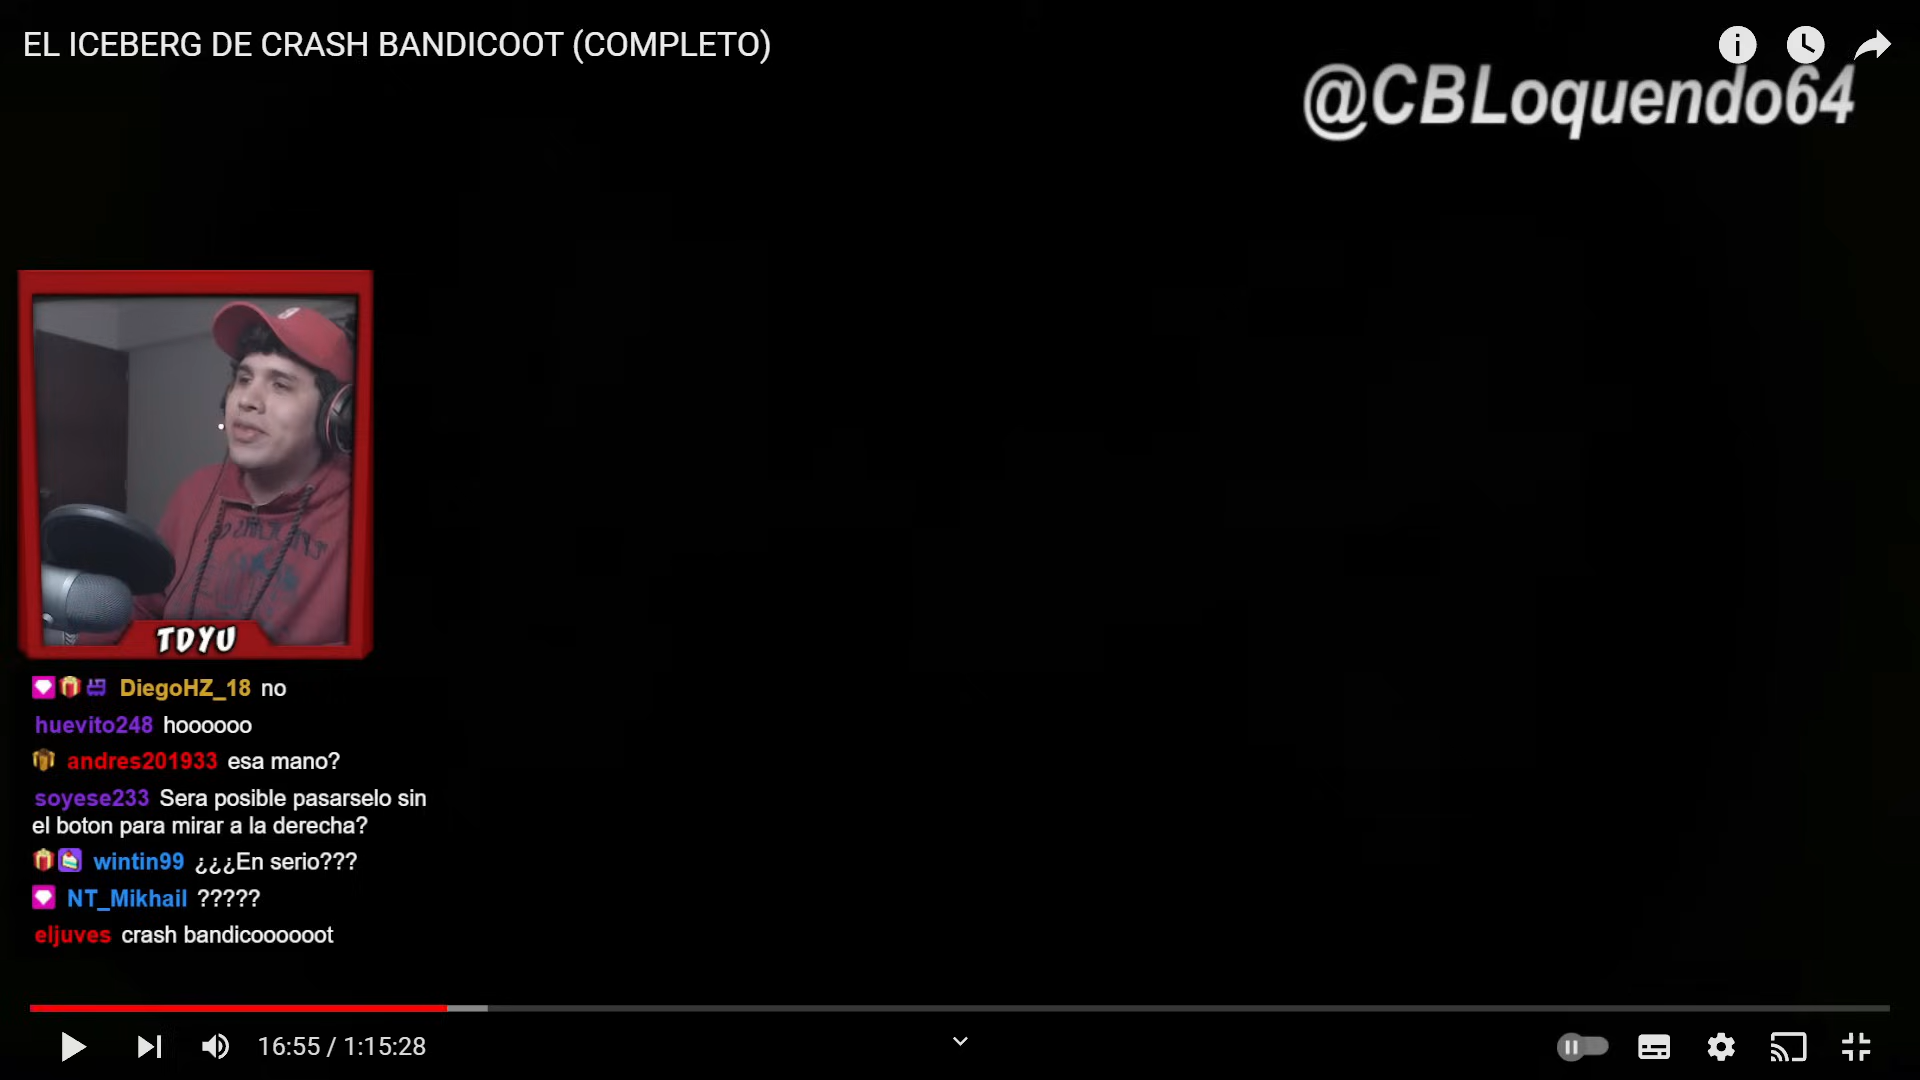 EL ICEBERG DE CRASH BANDICOOT (COMPLETO)
@CBLoquendo64
TDYU
DiegoHZ_18 no
huevito248 hoooooo
andres201933 esa mano?
soyese233 Sera posible pasarselo sin
el boton para mirar a la derecha?
wintin99 ¿¿¿En serio???
NT_Mikhail ?????
eljuves crash bandicoooooot
16:55 / 1:15:28